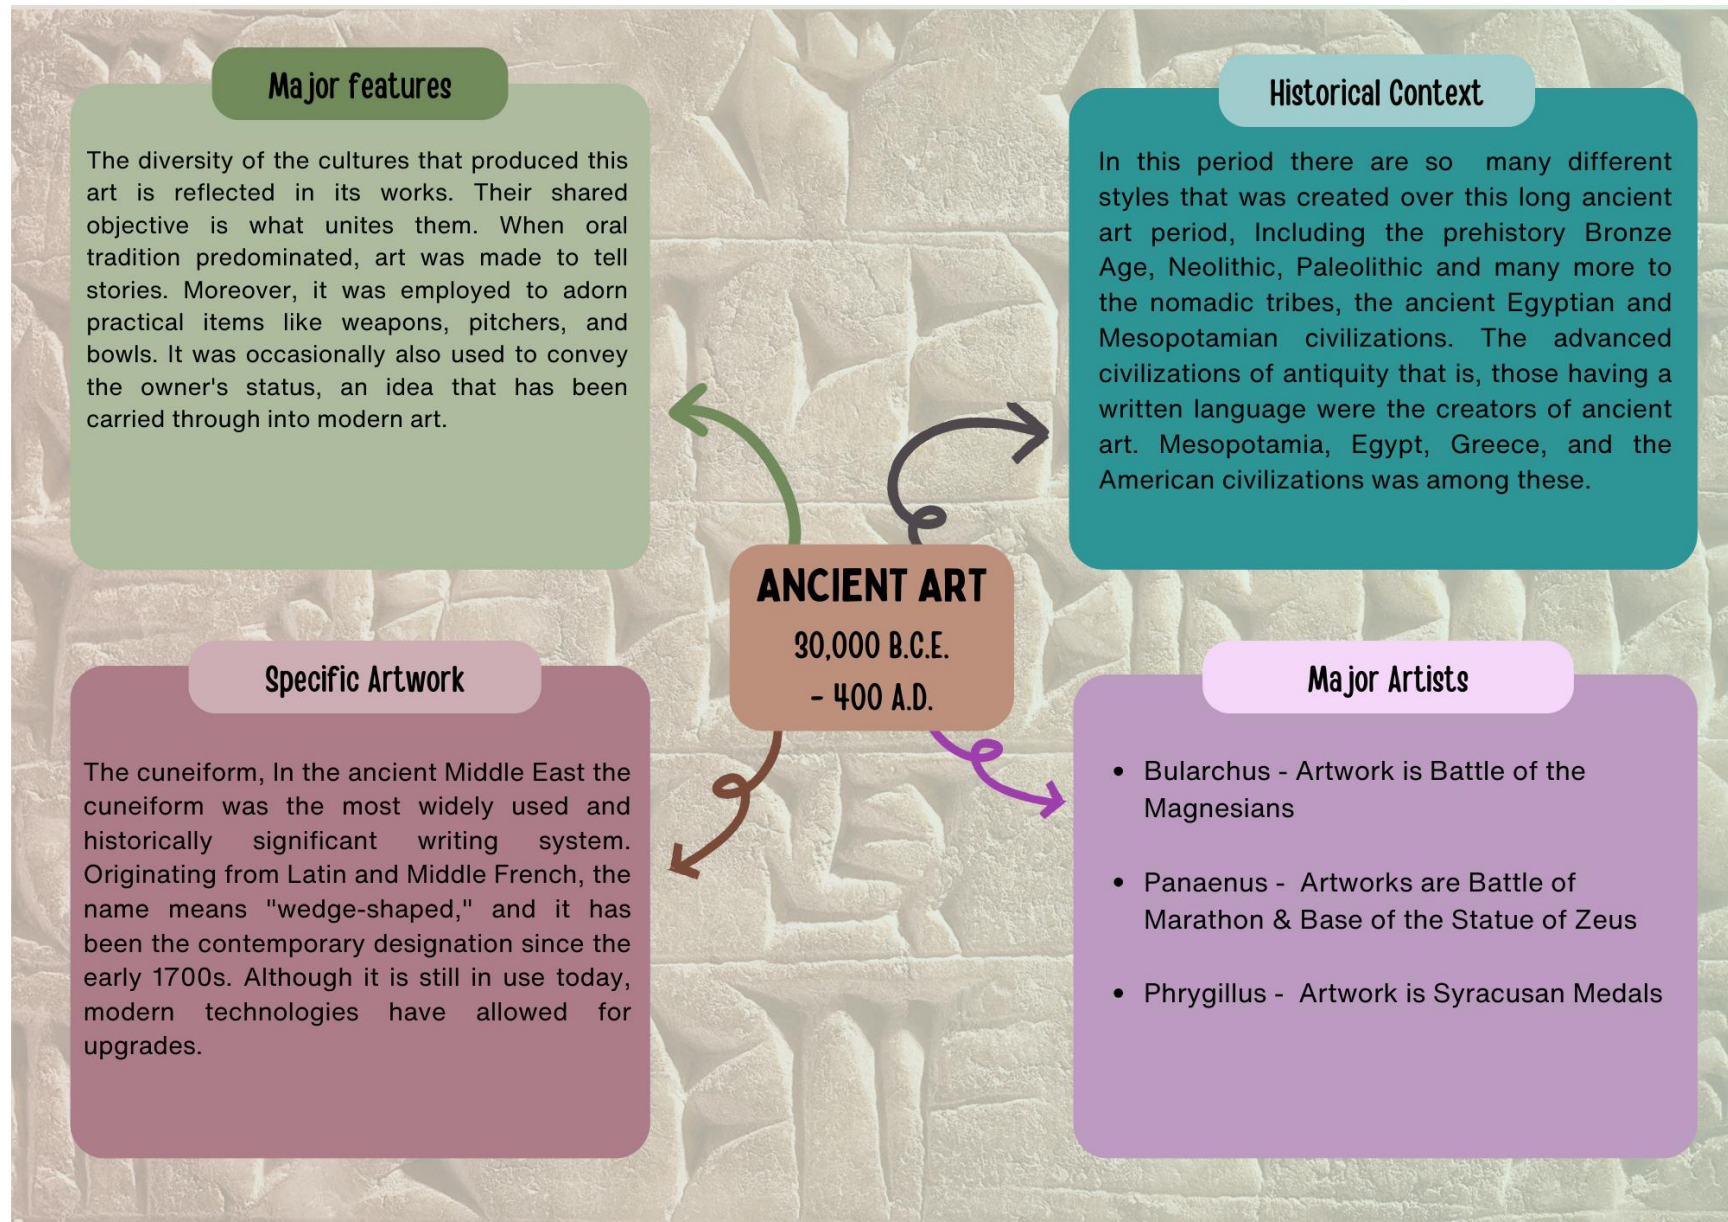 Major features
The diversity of the cultures that produced this
art is reflected in its works. Their shared
objective is what unites them. When oral
tradition predominated, art was made to tell
stories. Moreover, it was employed to adorn
practical items like weapons, pitchers, and
bowls. It was occasionally also used to convey
the owner's status, an idea that has been
carried through into modern art.
Historical Context
In this period there are so many different
styles that was created over this long ancient
art period, Including the prehistory Bronze
Age, Neolithic, Paleolithic and many more to
the nomadic tribes, the ancient Egyptian and
Mesopotamian civilizations. The advanced
civilizations of antiquity that is, those having a
written language were the creators of ancient
art. Mesopotamia, Egypt, Greece, and the
American civilizations was among these.
ANCIENT ART
30,000 B.C.E.
- 400 A.D.
Specific Artwork
The cuneiform, In the ancient Middle East the
cuneiform was the most widely used and
historically significant writing system.
Originating from Latin and Middle French, the
name means "wedge-shaped," and it has
been the contemporary designation since the
early 1700s. Although it is still in use today,
modern technologies have allowed for
upgrades.
Major Artists
• Bularchus - Artwork is Battle of the
Magnesians
• Panaenus - Artworks are Battle of
Marathon & Base of the Statue of Zeus
• Phrygillus - Artwork is Syracusan Medals